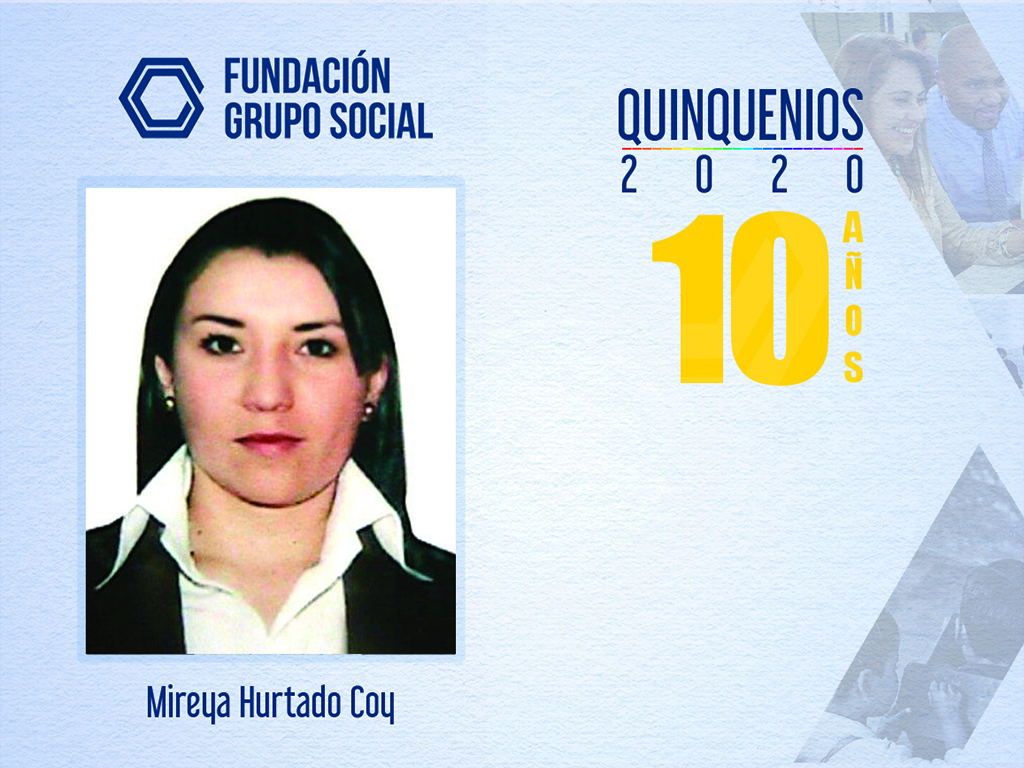 FUNDACIÓN
GRUPO SOCIAL
QUINQUENIOS
2020
10
AÑOS
Mireya Hurtado Coy